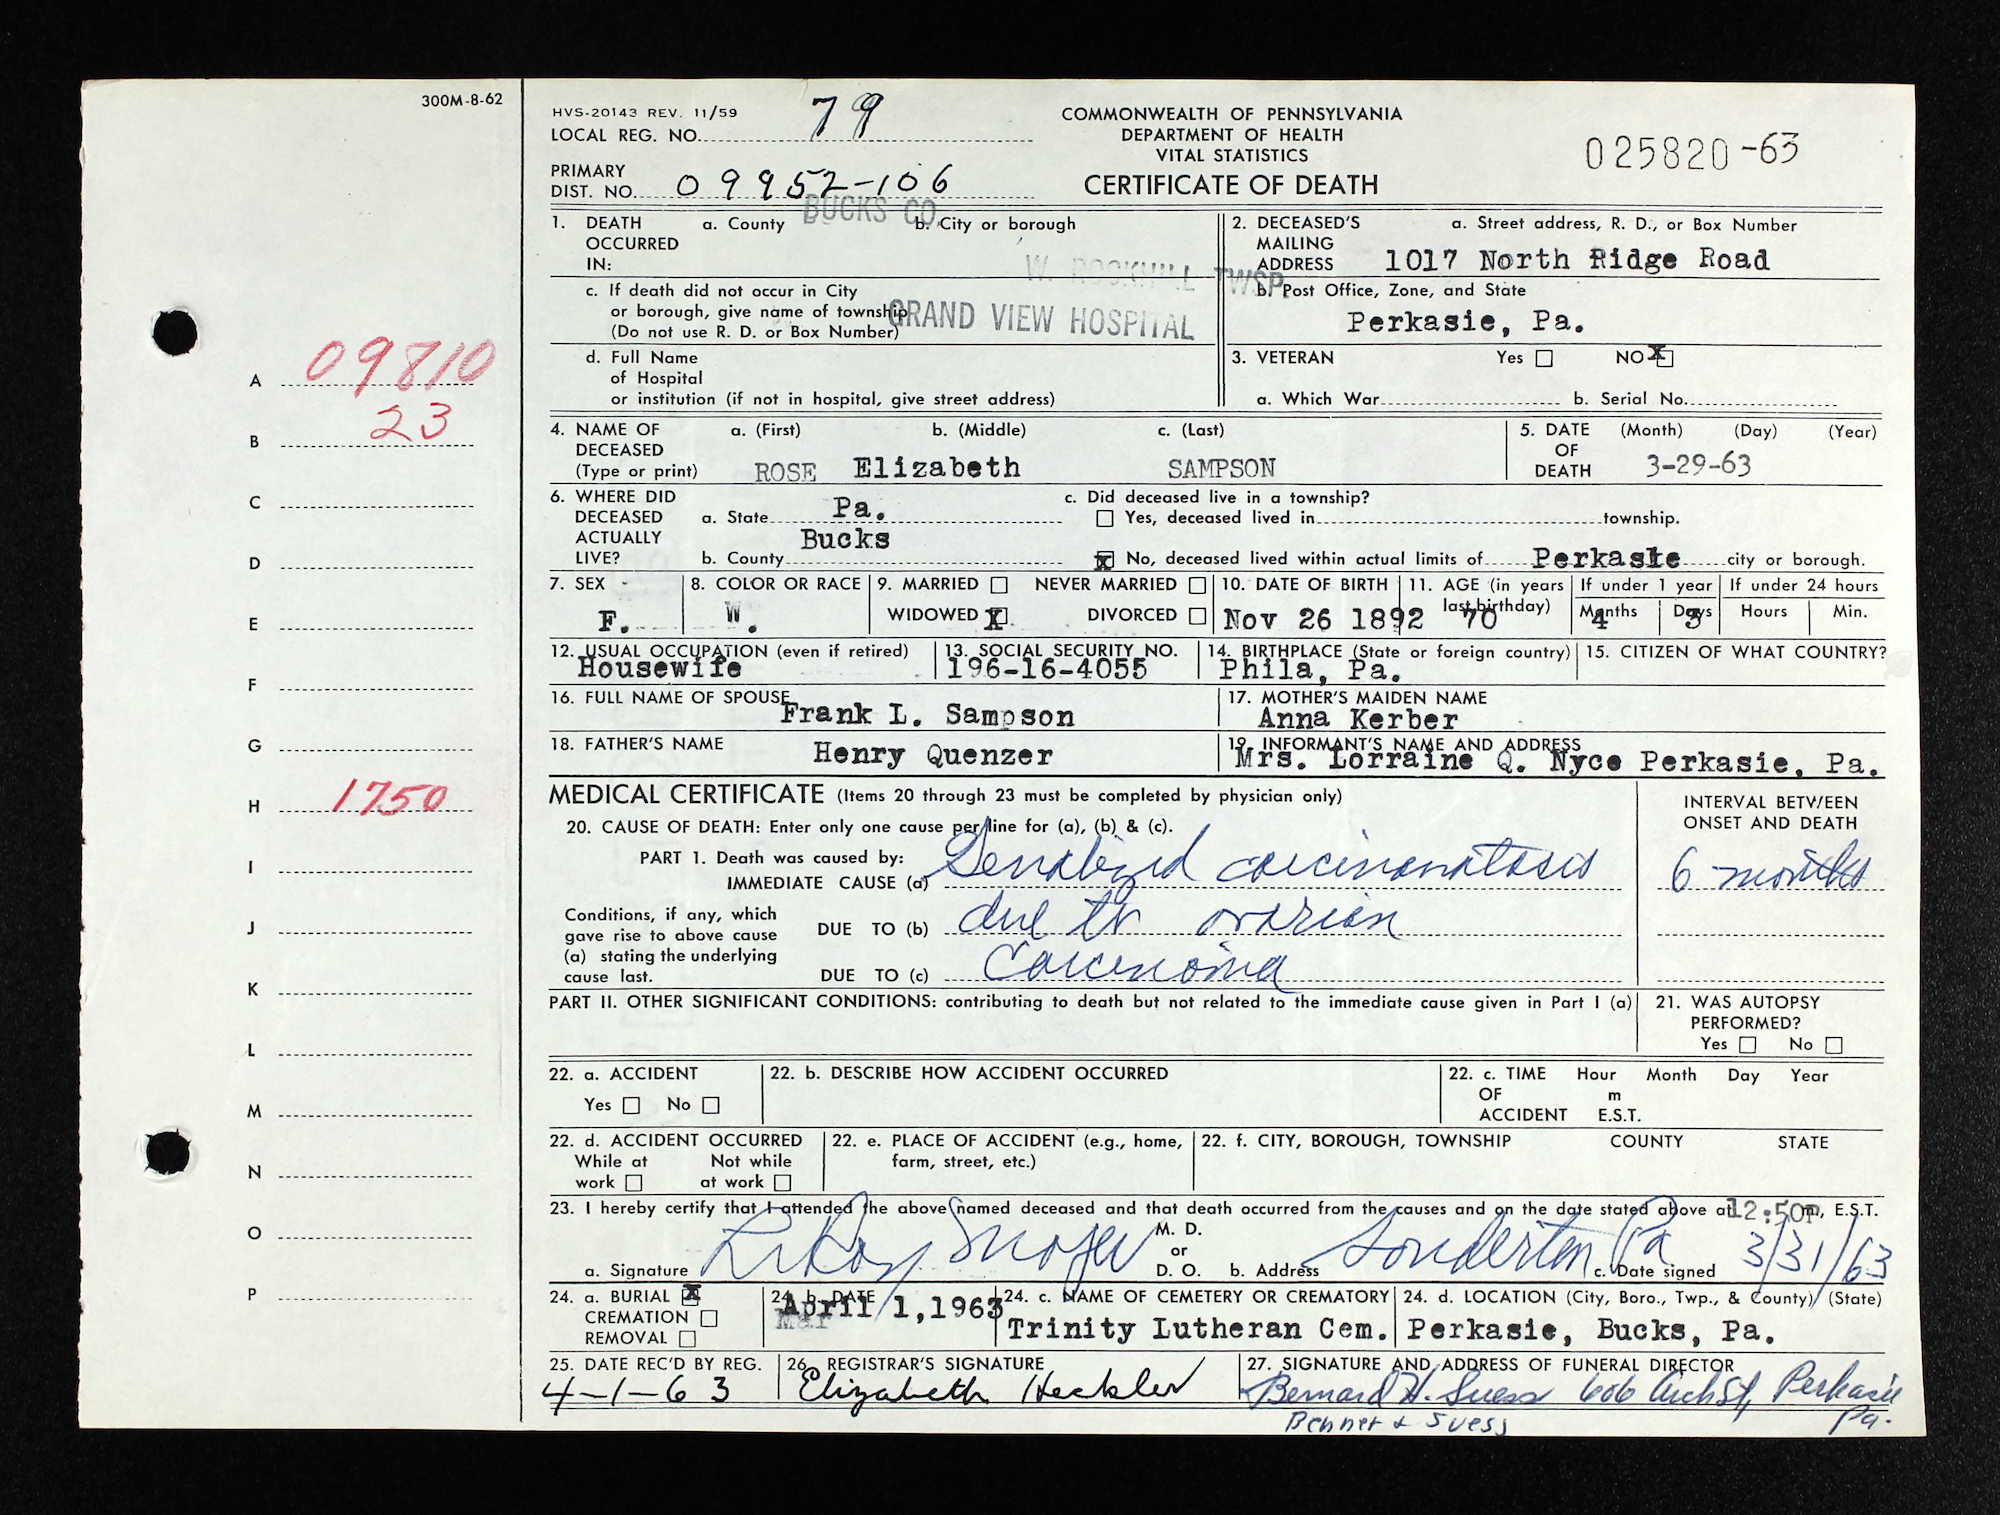 300M-8-62
HVS-20143 REV. 11/59
LOCAL REG. NO. 79
PRIMARY
DIST. NO. 09952-106
COMMONWEALTH OF PENNSYLVANIA
DEPARTMENT OF HEALTH
VITAL STATISTICS
CERTIFICATE OF DEATH
025820-63
A 09810
B 23
C
D
E
F
G
H 1750
I
J
K
L
M
N
O
P
1. DEATH OCCURRED IN: a. County BUCKS CO. b. City or borough
W. ROCKHILL TWSP.
c. If death did not occur in City
or borough, give name of township
(Do not use R. D. or Box Number)
GRAND VIEW HOSPITAL
d. Full Name
of Hospital
or institution (if not in hospital, give street address)
2. DECEASED'S MAILING ADDRESS a. Street address, R. D., or Box Number
1017 North Ridge Road
b. Post Office, Zone, and State
Perkasie, Pa.
3. VETERAN Yes NO X
a. Which War b. Serial No.
4. NAME OF DECEASED (Type or print) a. (First) b. (Middle) c. (Last)
ROSE Elizabeth SAMPSON
5. DATE OF DEATH (Month) (Day) (Year)
3-29-63
6. WHERE DID DECEASED ACTUALLY LIVE?
a. State Pa.
b. County Bucks
c. Did deceased live in a township?
Yes, deceased lived in township.
X No, deceased lived within actual limits of Perkasie city or borough.
7. SEX F.
8. COLOR OR RACE W.
9. MARRIED NEVER MARRIED
WIDOWED X DIVORCED
10. DATE OF BIRTH Nov 26 1892
11. AGE (in years last birthday) 70
If under 1 year Months 4 Days 3
If under 24 hours Hours Min.
12. USUAL OCCUPATION (even if retired)
Housewife
13. SOCIAL SECURITY NO.
196-16-4055
14. BIRTHPLACE (State or foreign country)
Phila, Pa.
15. CITIZEN OF WHAT COUNTRY?
16. FULL NAME OF SPOUSE Frank L. Sampson
17. MOTHER'S MAIDEN NAME Anna Kerber
18. FATHER'S NAME Henry Quenzer
19. INFORMANT'S NAME AND ADDRESS
Mrs. Lorraine Q. Nyce Perkasie, Pa.
MEDICAL CERTIFICATE (Items 20 through 23 must be completed by physician only)
20. CAUSE OF DEATH: Enter only one cause per line for (a), (b) & (c).
INTERVAL BETWEEN
ONSET AND DEATH
PART 1. Death was caused by:
IMMEDIATE CAUSE (a) Genralized carcinomatosis 6 months
Conditions, if any, which
gave rise to above cause
(a) stating the underlying
cause last.
DUE TO (b) due to ovarian
DUE TO (c) Carcinoma
PART II. OTHER SIGNIFICANT CONDITIONS: contributing to death but not related to the immediate cause given in Part I (a)
21. WAS AUTOPSY
PERFORMED?
Yes No
22. a. ACCIDENT
Yes No
22. b. DESCRIBE HOW ACCIDENT OCCURRED
22. c. TIME OF ACCIDENT Hour Month Day Year
m
E.S.T.
22. d. ACCIDENT OCCURRED
While at work Not while at work
22. e. PLACE OF ACCIDENT (e.g., home,
farm, street, etc.)
22. f. CITY, BOROUGH, TOWNSHIP COUNTY STATE
23. I hereby certify that I attended the above named deceased and that death occurred from the causes and on the date stated above at 12:50P m, E.S.T.
a. Signature LeRoy Moyer M. D. or D. O. b. Address Souderton Pa c. Date signed 3/31/63
24. a. BURIAL X
CREMATION
REMOVAL
24. b. DATE
April 1, 1963
Mar
24. c. NAME OF CEMETERY OR CREMATORY
Trinity Lutheran Cem.
24. d. LOCATION (City, Boro., Twp., & County) (State)
Perkasie, Bucks, Pa.
25. DATE REC'D BY REG.
4-1-63
26. REGISTRAR'S SIGNATURE
Elizabeth Heckler
27. SIGNATURE AND ADDRESS OF FUNERAL DIRECTOR
Bernard H. Suess 606 Arch St, Perkasie
Pa.
Benner & Suess